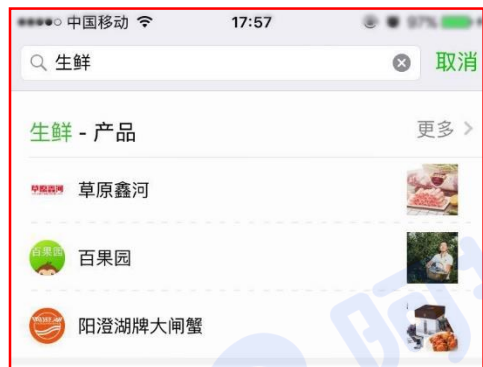 中国移动 17:57 97%
生鲜 取消
生鲜 - 产品 更多
草原鑫河 草原鑫河
百果园 百果园
阳澄湖牌大闸蟹